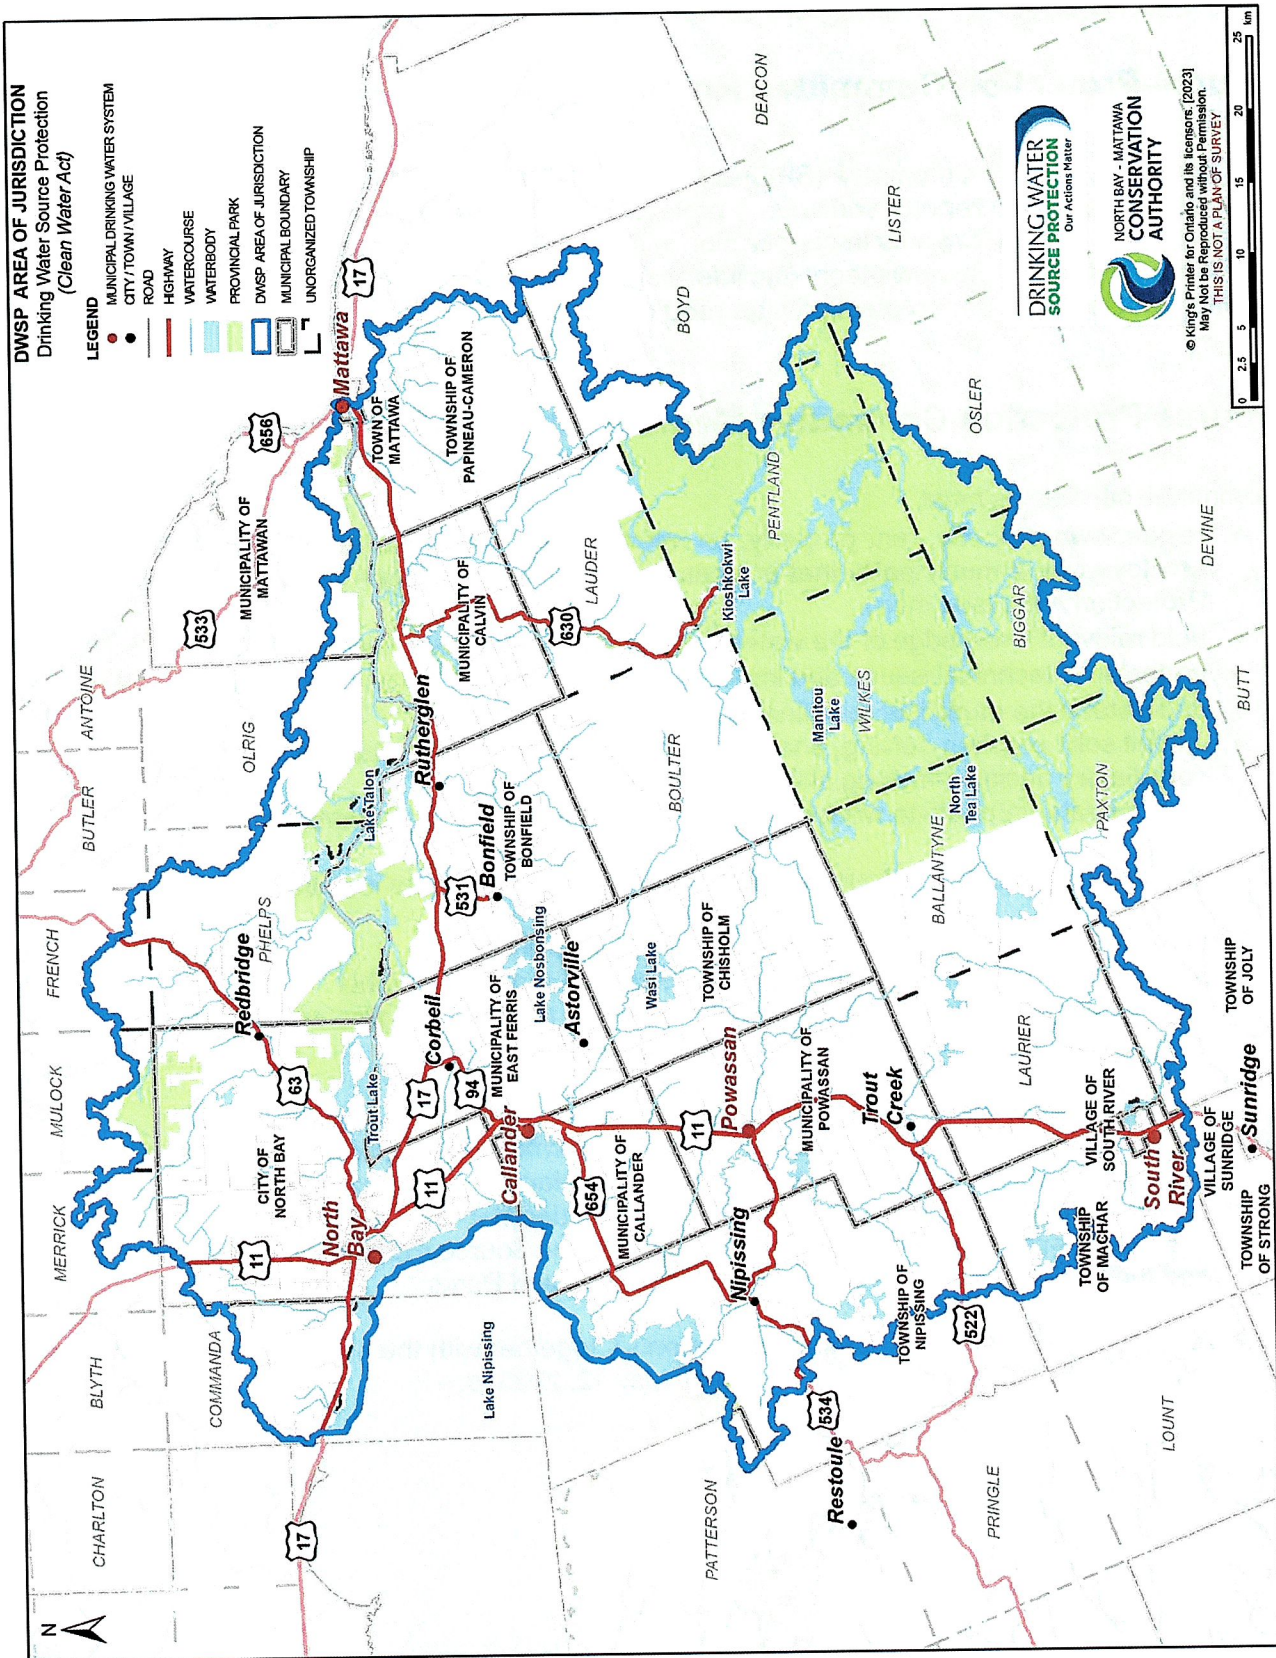 DWSP AREA OF JURISDICTION
Drinking Water Source Protection
(Clean Water Act)
LEGEND
MUNICIPAL DRINKING WATER SYSTEM
CITY / TOWN / VILLAGE
ROAD
HIGHWAY
WATERCOURSE
WATERBODY
PROVINCIAL PARK
DWSP AREA OF JURISDICTION
MUNICIPAL BOUNDARY
UNORGANIZED TOWNSHIP
N
CHARLTON
BLYTH
MERRICK
MULOCK
FRENCH
BUTLER
ANTOINE
COMMANDA
PHELPS
OLRIG
533
656
MUNICIPALITY OF
MATTAWAN
Redbridge
63
11
CITY OF
NORTH BAY
North
Bay
17
Trout Lake
Lake Talon
Mattawa
17
TOWN OF
MATTAWA
TOWNSHIP OF
PAPINEAU-CAMERON
Rutherglen
MUNICIPALITY OF
CALVIN
630
LAUDER
Corbeil
17
94
11
531
Bonfield
TOWNSHIP OF
BONFIELD
MUNICIPALITY OF
EAST FERRIS
Callander
Lake Nosbonsing
Astorville
Lake Nipissing
654
MUNICIPALITY OF
CALLANDER
Wasi Lake
TOWNSHIP OF
CHISHOLM
BOULTER
Kioshkokwi
Lake
PENTLAND
BOYD
DEACON
LISTER
OSLER
11
Powassan
MUNICIPALITY OF
POWASSAN
Nipissing
Manitou
Lake
WILKES
PATTERSON
534
Restoule
TOWNSHIP OF
NIPISSING
Trout
Creek
BALLANTYNE
North
Tea Lake
BIGGAR
522
LAURIER
PAXTON
PRINGLE
LOUNT
TOWNSHIP
OF MACHAR
VILLAGE OF
SOUTH RIVER
South
River
VILLAGE OF
SUNRIDGE
Sunridge
TOWNSHIP
OF STRONG
TOWNSHIP
OF JOLY
BUTT
DEVINE
DRINKING WATER
SOURCE PROTECTION
Our Actions Matter
NORTH BAY - MATTAWA
CONSERVATION
AUTHORITY
© King's Printer for Ontario and its licensors. [2023]
May Not be Reproduced without Permission.
THIS IS NOT A PLAN OF SURVEY
0 2.5 5 10 15 20 25
km